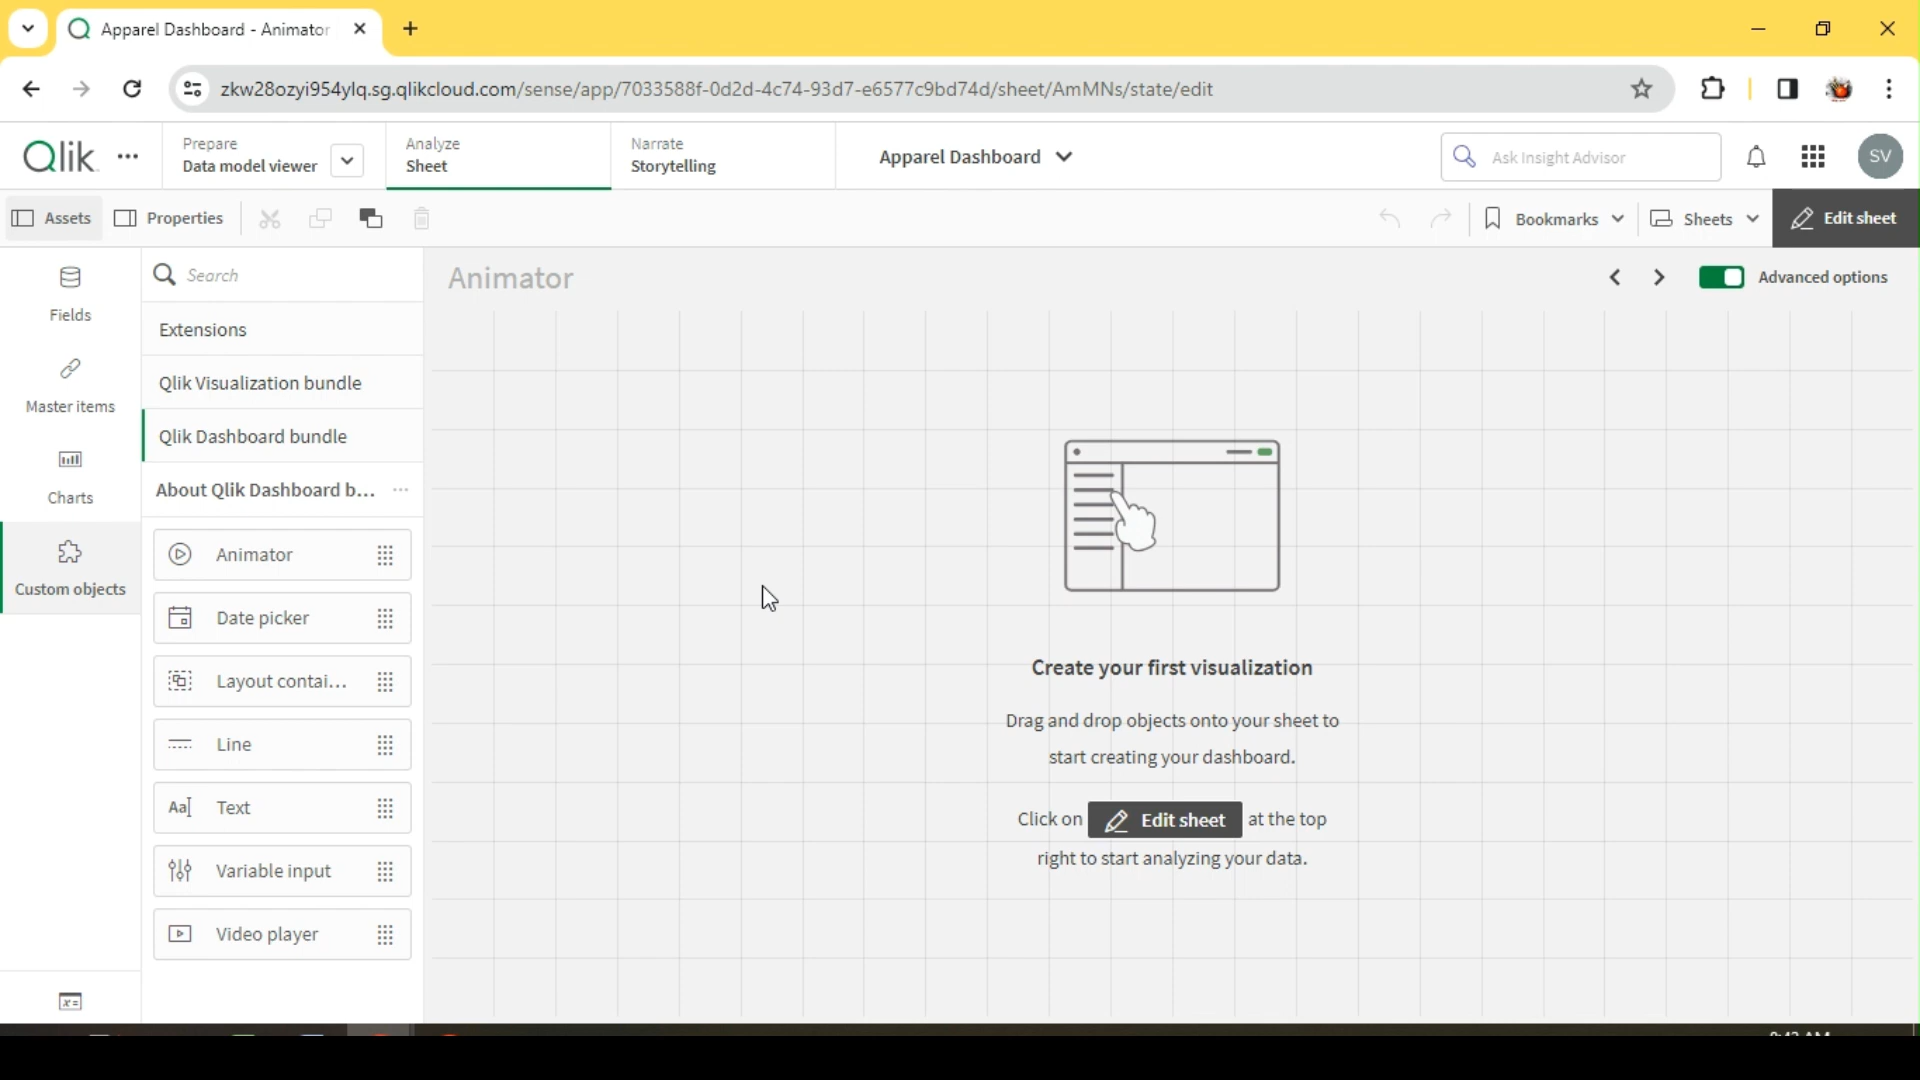 Apparel Dashboard - Animator
zkw28ozyi954ylq.sg.qlikcloud.com/sense/app/7033588f-0d2d-4c74-93d7-e6577c9bd74d/sheet/AmMNs/state/edit
Qlik
Prepare
Data model viewer
Analyze
Sheet
Narrate
Storytelling
Apparel Dashboard
Ask Insight Advisor
SV
Assets
Properties
Bookmarks
Sheets
Edit sheet
Fields
Master items
Charts
Custom objects
Search
Extensions
Qlik Visualization bundle
Qlik Dashboard bundle
About Qlik Dashboard b...
Animator
Date picker
Layout contai...
Line
Aa Text
Variable input
Video player
x=
Animator
Advanced options
Create your first visualization
Drag and drop objects onto your sheet to
start creating your dashboard.
Click on Edit sheet at the top
right to start analyzing your data.